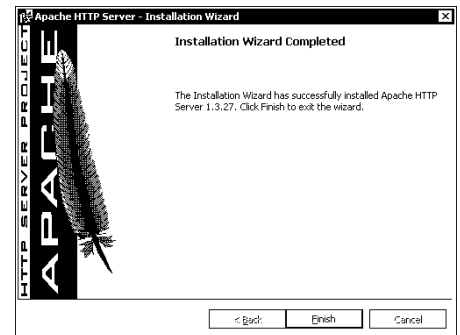 Apache HTTP Server - Installation Wizard
HTTP SERVER PROJECT
APACHE
Installation Wizard Completed
The Installation Wizard has successfully installed Apache HTTP
Server 1.3.27. Click Finish to exit the wizard.
< Back
Finish
Cancel